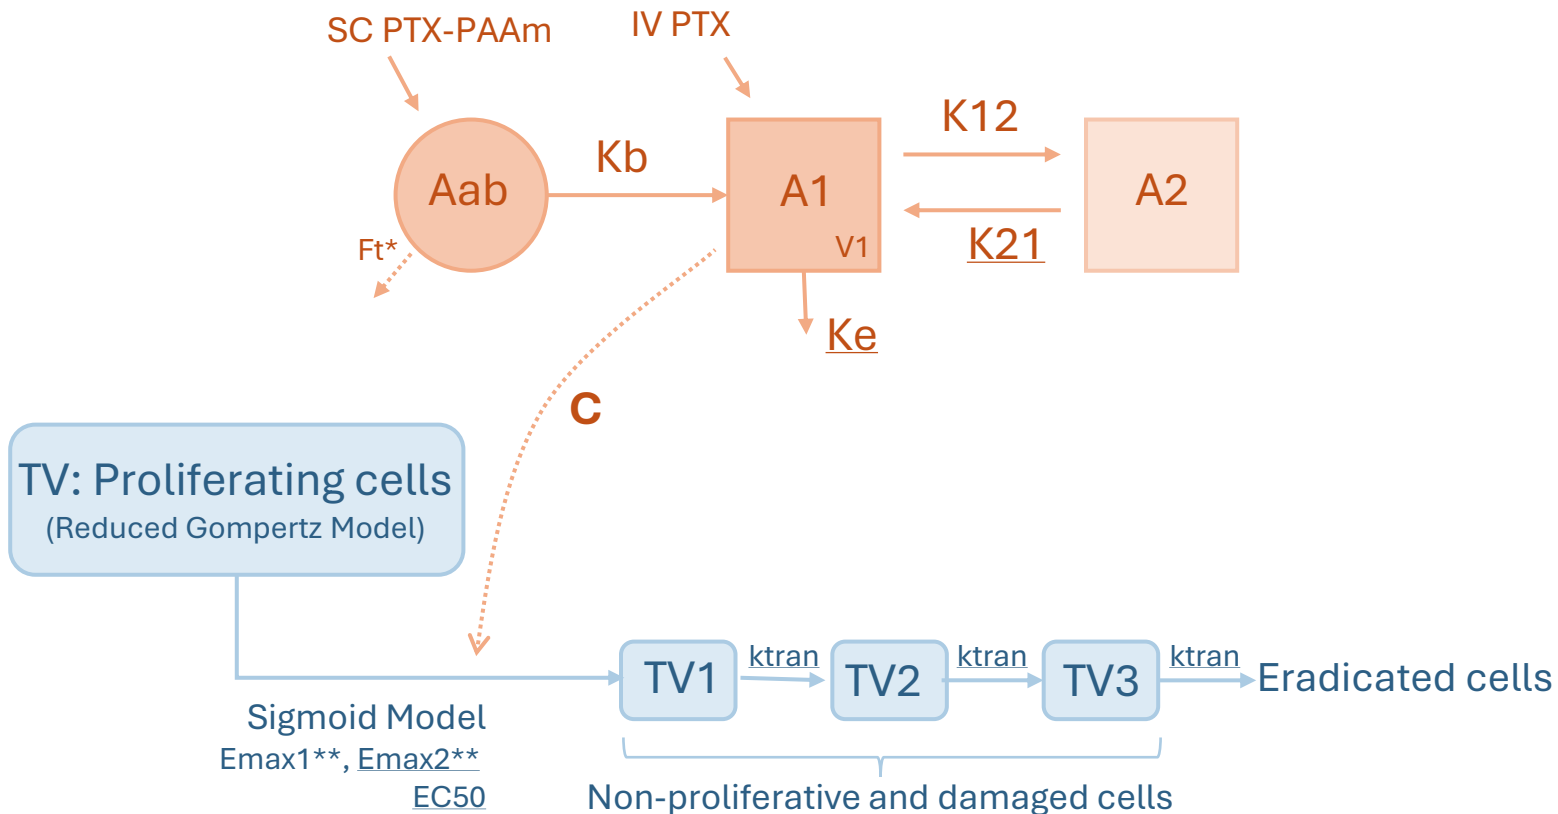 SC PTX-PAAm
IV PTX
Aab
Kb
A1
V1
K12
K21
A2
Ft*
Ke
C
TV: Proliferating cells
(Reduced Gompertz Model)
Sigmoid Model
Emax1**, Emax2**
EC50
TV1
ktran
TV2
ktran
TV3
ktran
Eradicated cells
Non-proliferative and damaged cells